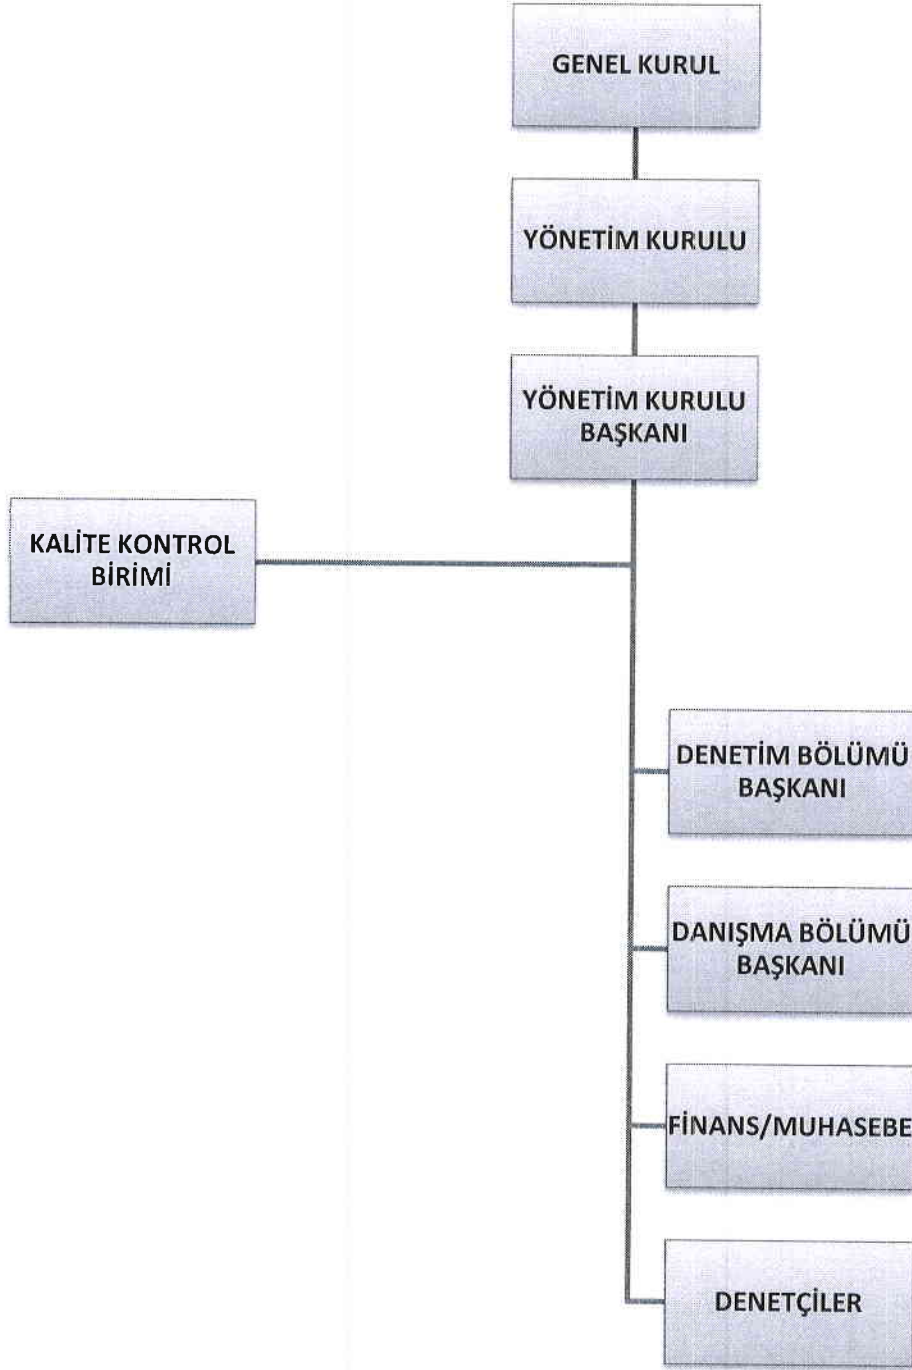 GENEL KURUL
YÖNETİM KURULU
YÖNETİM KURULU
BAŞKANI
KALİTE KONTROL
BİRİMİ
DENETİM BÖLÜMÜ
BAŞKANI
DANIŞMA BÖLÜMÜ
BAŞKANI
FİNANS/MUHASEBE
DENETÇİLER